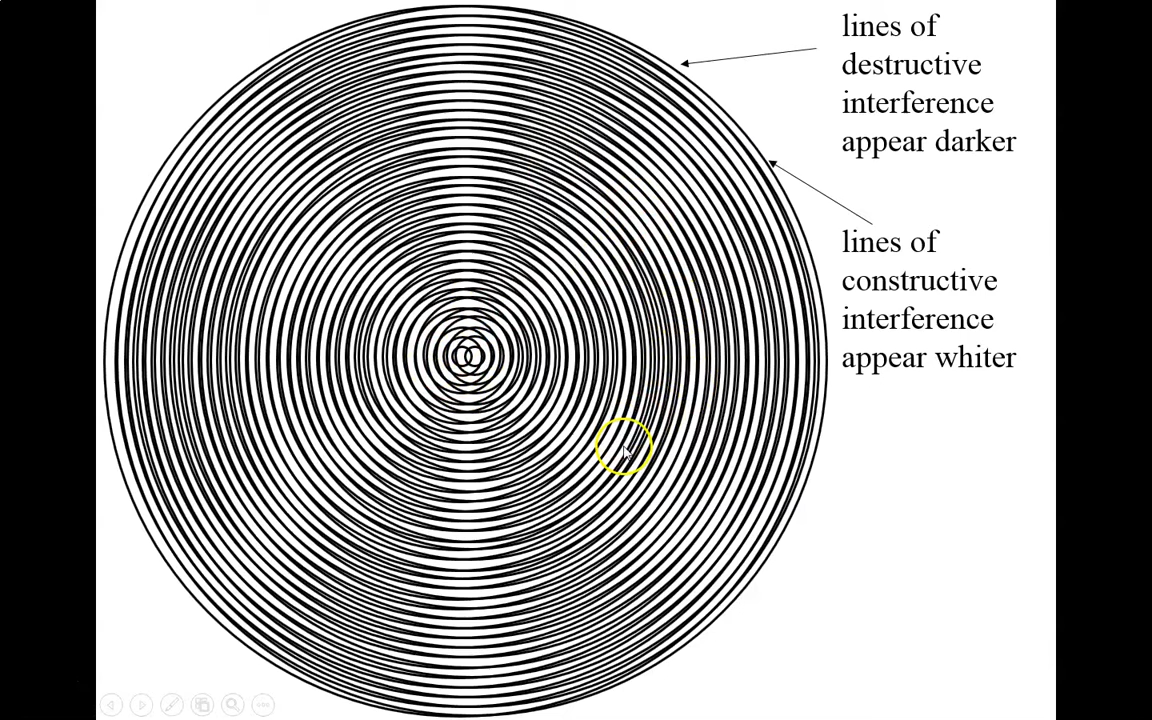 lines of
destructive
interference
appear darker
lines of
constructive
interference
appear whiter